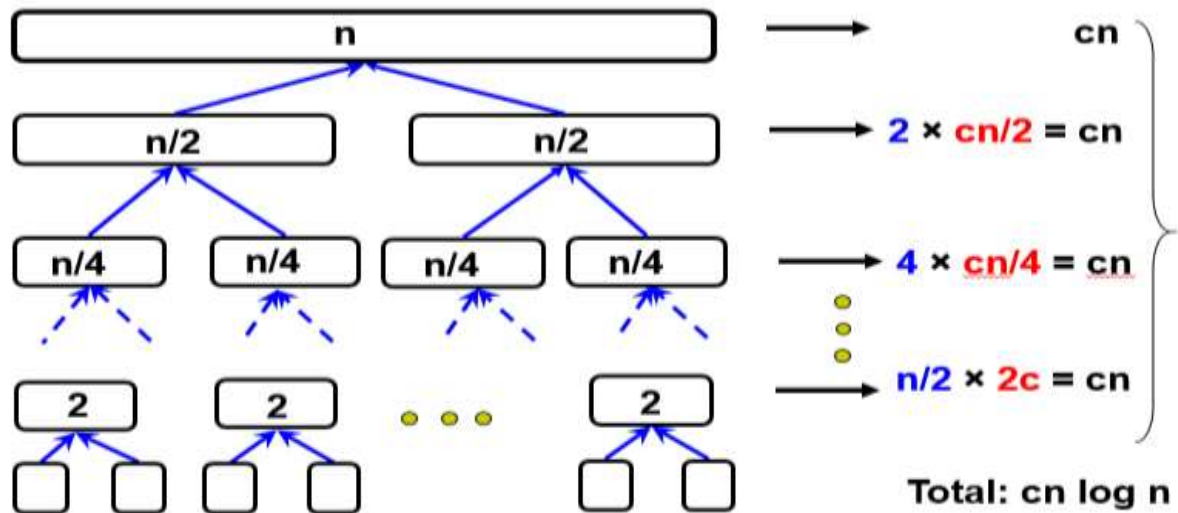 n cn
n/2 n/2 2 × cn/2 = cn
n/4 n/4 n/4 n/4 4 × cn/4 = cn
n/2 × 2c = cn
2 2 2
Total: cn log n